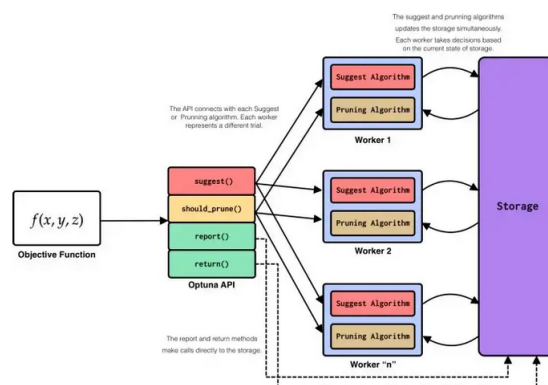 The suggest and prunning algorithms
updates the storage simultaneously.
Each worker takes decisions based
on the current state of storage.
The API connects with each Suggest
or Prunning algorithm. Each worker
represents a different trial.
Suggest Algorithm
Pruning Algorithm
Worker 1
suggest()
should_prune()
report()
return()
Optuna API
f(x, y, z)
Objective Function
Suggest Algorithm
Pruning Algorithm
Worker 2
Storage
Suggest Algorithm
Pruning Algorithm
Worker "n"
The report and return methods
make calls directly to the storage.